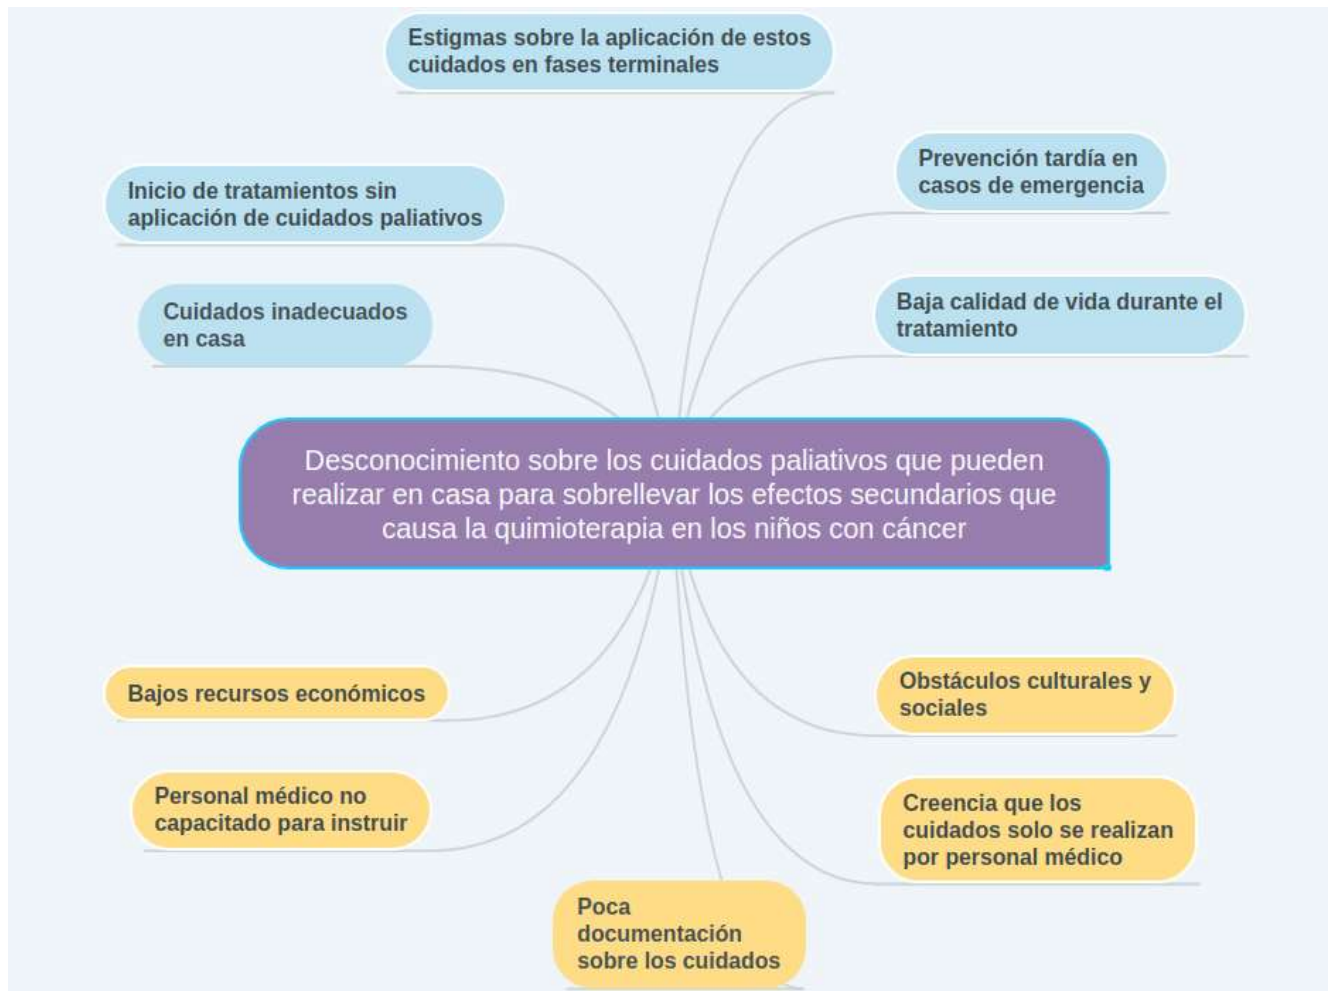 Estigmas sobre la aplicación de estos
cuidados en fases terminales
Prevención tardía en
casos de emergencia
Inicio de tratamientos sin
aplicación de cuidados paliativos
Cuidados inadecuados
en casa
Baja calidad de vida durante el
tratamiento
Desconocimiento sobre los cuidados paliativos que pueden
realizar en casa para sobrellevar los efectos secundarios que
causa la quimioterapia en los niños con cáncer
Bajos recursos económicos
Obstáculos culturales y
sociales
Personal médico no
capacitado para instruir
Creencia que los
cuidados solo se realizan
por personal médico
Poca
documentación
sobre los cuidados